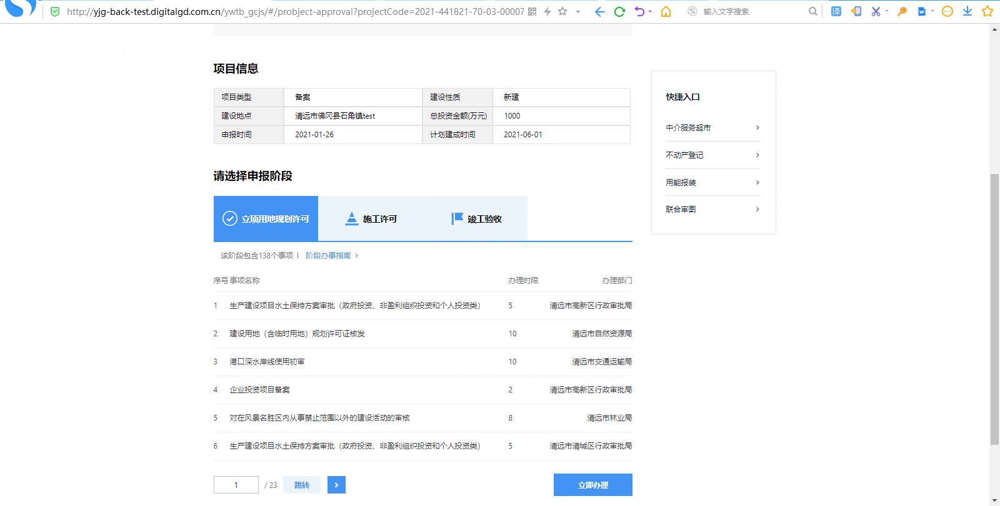 http://yjg-back-test.digitalgd.com.cn/ywtb_gcjs/#/probject-approval?projectCode=2021-441821-70-03-00007
输入文字搜索
译
项目信息
项目类型 备案 建设性质 新建
建设地点 清远市佛冈县石角镇test 总投资金额(万元) 1000
申报时间 2021-01-26 计划建成时间 2021-06-01
快捷入口
中介服务超市
不动产登记
用能报装
联合审图
请选择申报阶段
立项用地规划许可 施工许可 竣工验收
该阶段包含138个事项 | 阶段办事指南 >
序号 事项名称 办理时限 办理部门
1 生产建设项目水土保持方案审批（政府投资、非盈利组织投资和个人投资类） 5 清远市高新区行政审批局
2 建设用地（含临时用地）规划许可证核发 10 清远市自然资源局
3 港口深水岸线使用初审 10 清远市交通运输局
4 企业投资项目备案 2 清远市高新区行政审批局
5 对在风景名胜区内从事禁止范围以外的建设活动的审核 8 清远市林业局
6 生产建设项目水土保持方案审批（政府投资、非盈利组织投资和个人投资类） 5 清远市清城区行政审批局
1 / 23 跳转 > 立即办理